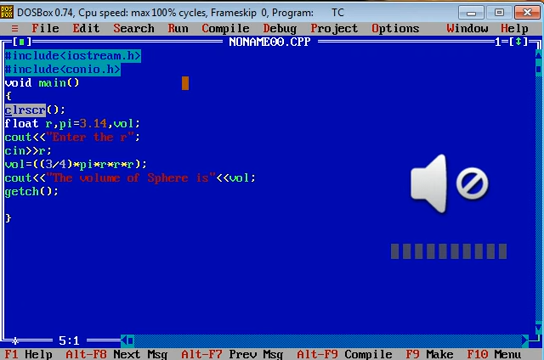 DOSBox 0.74, Cpu speed: max 100% cycles, Frameskip 0, Program: TC
≡ File Edit Search Run Compile Debug Project Options Window Help
[■] NONAME00.CPP 1=[↕]
#include<iostream.h>
#include<conio.h>
void main()
{
clrscr();
float r,pi=3.14,vol;
cout<<"Enter the r";
cin>>r;
vol=((3/4)*pi*r*r*r);
cout<<"The volume of Sphere is"<<vol;
getch();
}
* 5:1
F1 Help Alt-F8 Next Msg Alt-F7 Prev Msg Alt-F9 Compile F9 Make F10 Menu